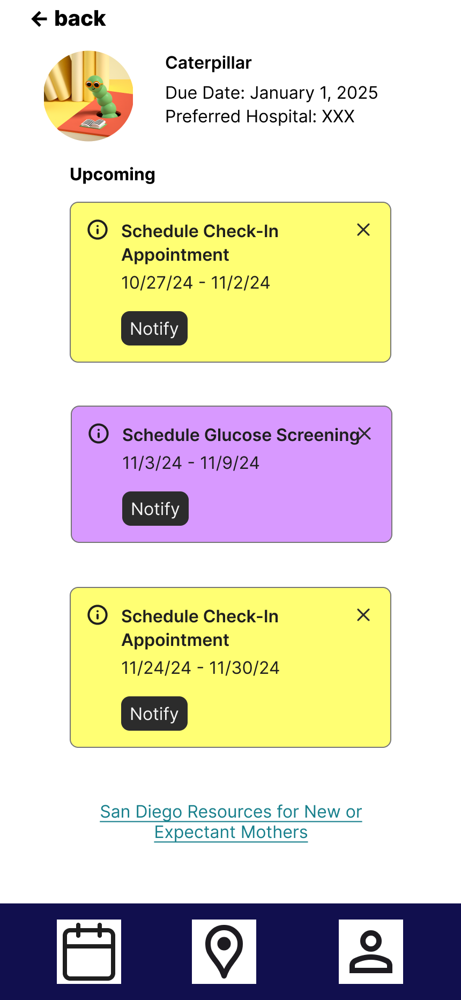 ← back
Caterpillar
Due Date: January 1, 2025
Preferred Hospital: XXX
Upcoming
Schedule Check-In
Appointment
10/27/24 - 11/2/24
Notify
Schedule Glucose Screening
11/3/24 - 11/9/24
Notify
Schedule Check-In
Appointment
11/24/24 - 11/30/24
Notify
San Diego Resources for New or
Expectant Mothers